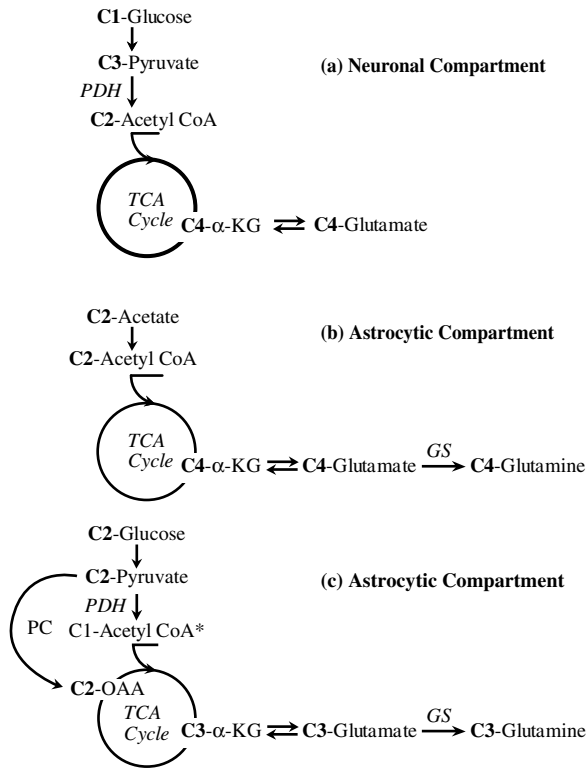 C1-Glucose
C3-Pyruvate
(a) Neuronal Compartment
PDH
C2-Acetyl CoA
TCA
Cycle
C4-α-KG
C4-Glutamate
C2-Acetate
(b) Astrocytic Compartment
C2-Acetyl CoA
TCA
Cycle
GS
C4-α-KG
C4-Glutamate
C4-Glutamine
C2-Glucose
C2-Pyruvate
(c) Astrocytic Compartment
PDH
PC
C1-Acetyl CoA*
C2-OAA
TCA
Cycle
GS
C3-α-KG
C3-Glutamate
C3-Glutamine